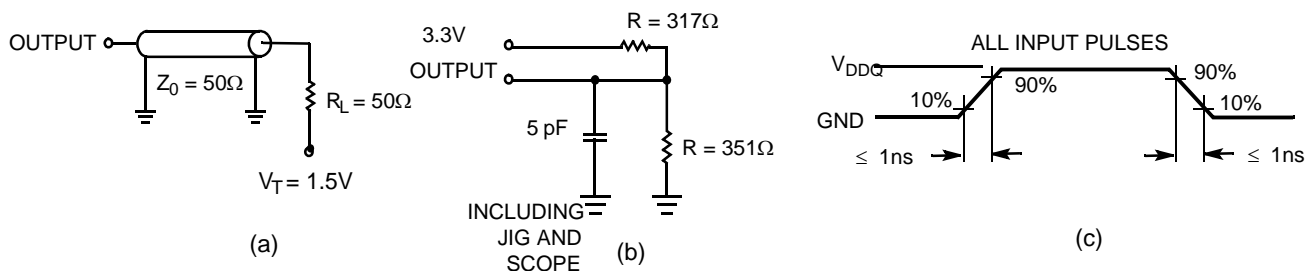 OUTPUT
Z0 = 50Ω
RL = 50Ω
VT = 1.5V
(a)
R = 317Ω
3.3V
OUTPUT
5 pF
R = 351Ω
INCLUDING
JIG AND
SCOPE
(b)
ALL INPUT PULSES
VDDQ
90%
90%
10%
10%
GND
≤ 1ns
≤ 1ns
(c)